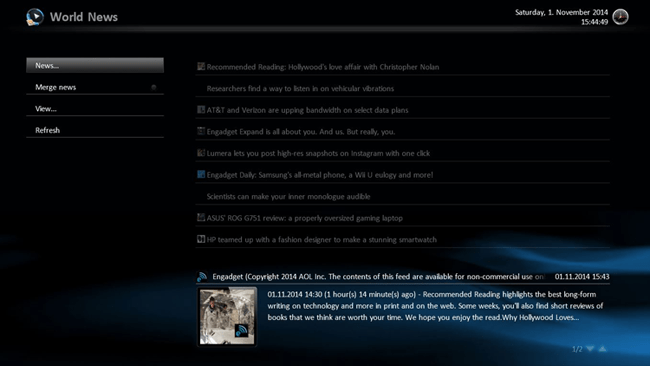 World News
Saturday, 1. November 2014
15:44:49
News...
Merge news
View...
Refresh
Recommended Reading: Hollywood's love affair with Christopher Nolan
Researchers find a way to listen in on vehicular vibrations
AT&T and Verizon are upping bandwidth on select data plans
Engadget Expand is all about you. And us. But really, you.
Lumera lets you post high-res snapshots on Instagram with one click
Engadget Daily: Samsung's all-metal phone, a Wii U eulogy and more!
Scientists can make your inner monologue audible
ASUS' ROG G751 review: a properly oversized gaming laptop
HP teamed up with a fashion designer to make a stunning smartwatch
Engadget (Copyright 2014 AOL Inc. The contents of this feed are available for non-commercial use on 01.11.2014 15:43
01.11.2014 14:30 (1 hour(s) 14 minute(s) ago) - Recommended Reading highlights the best long-form
writing on technology and more in print and on the web. Some weeks, you'll also find short reviews of
books that we think are worth your time. We hope you enjoy the read.Why Hollywood Loves...
1/2